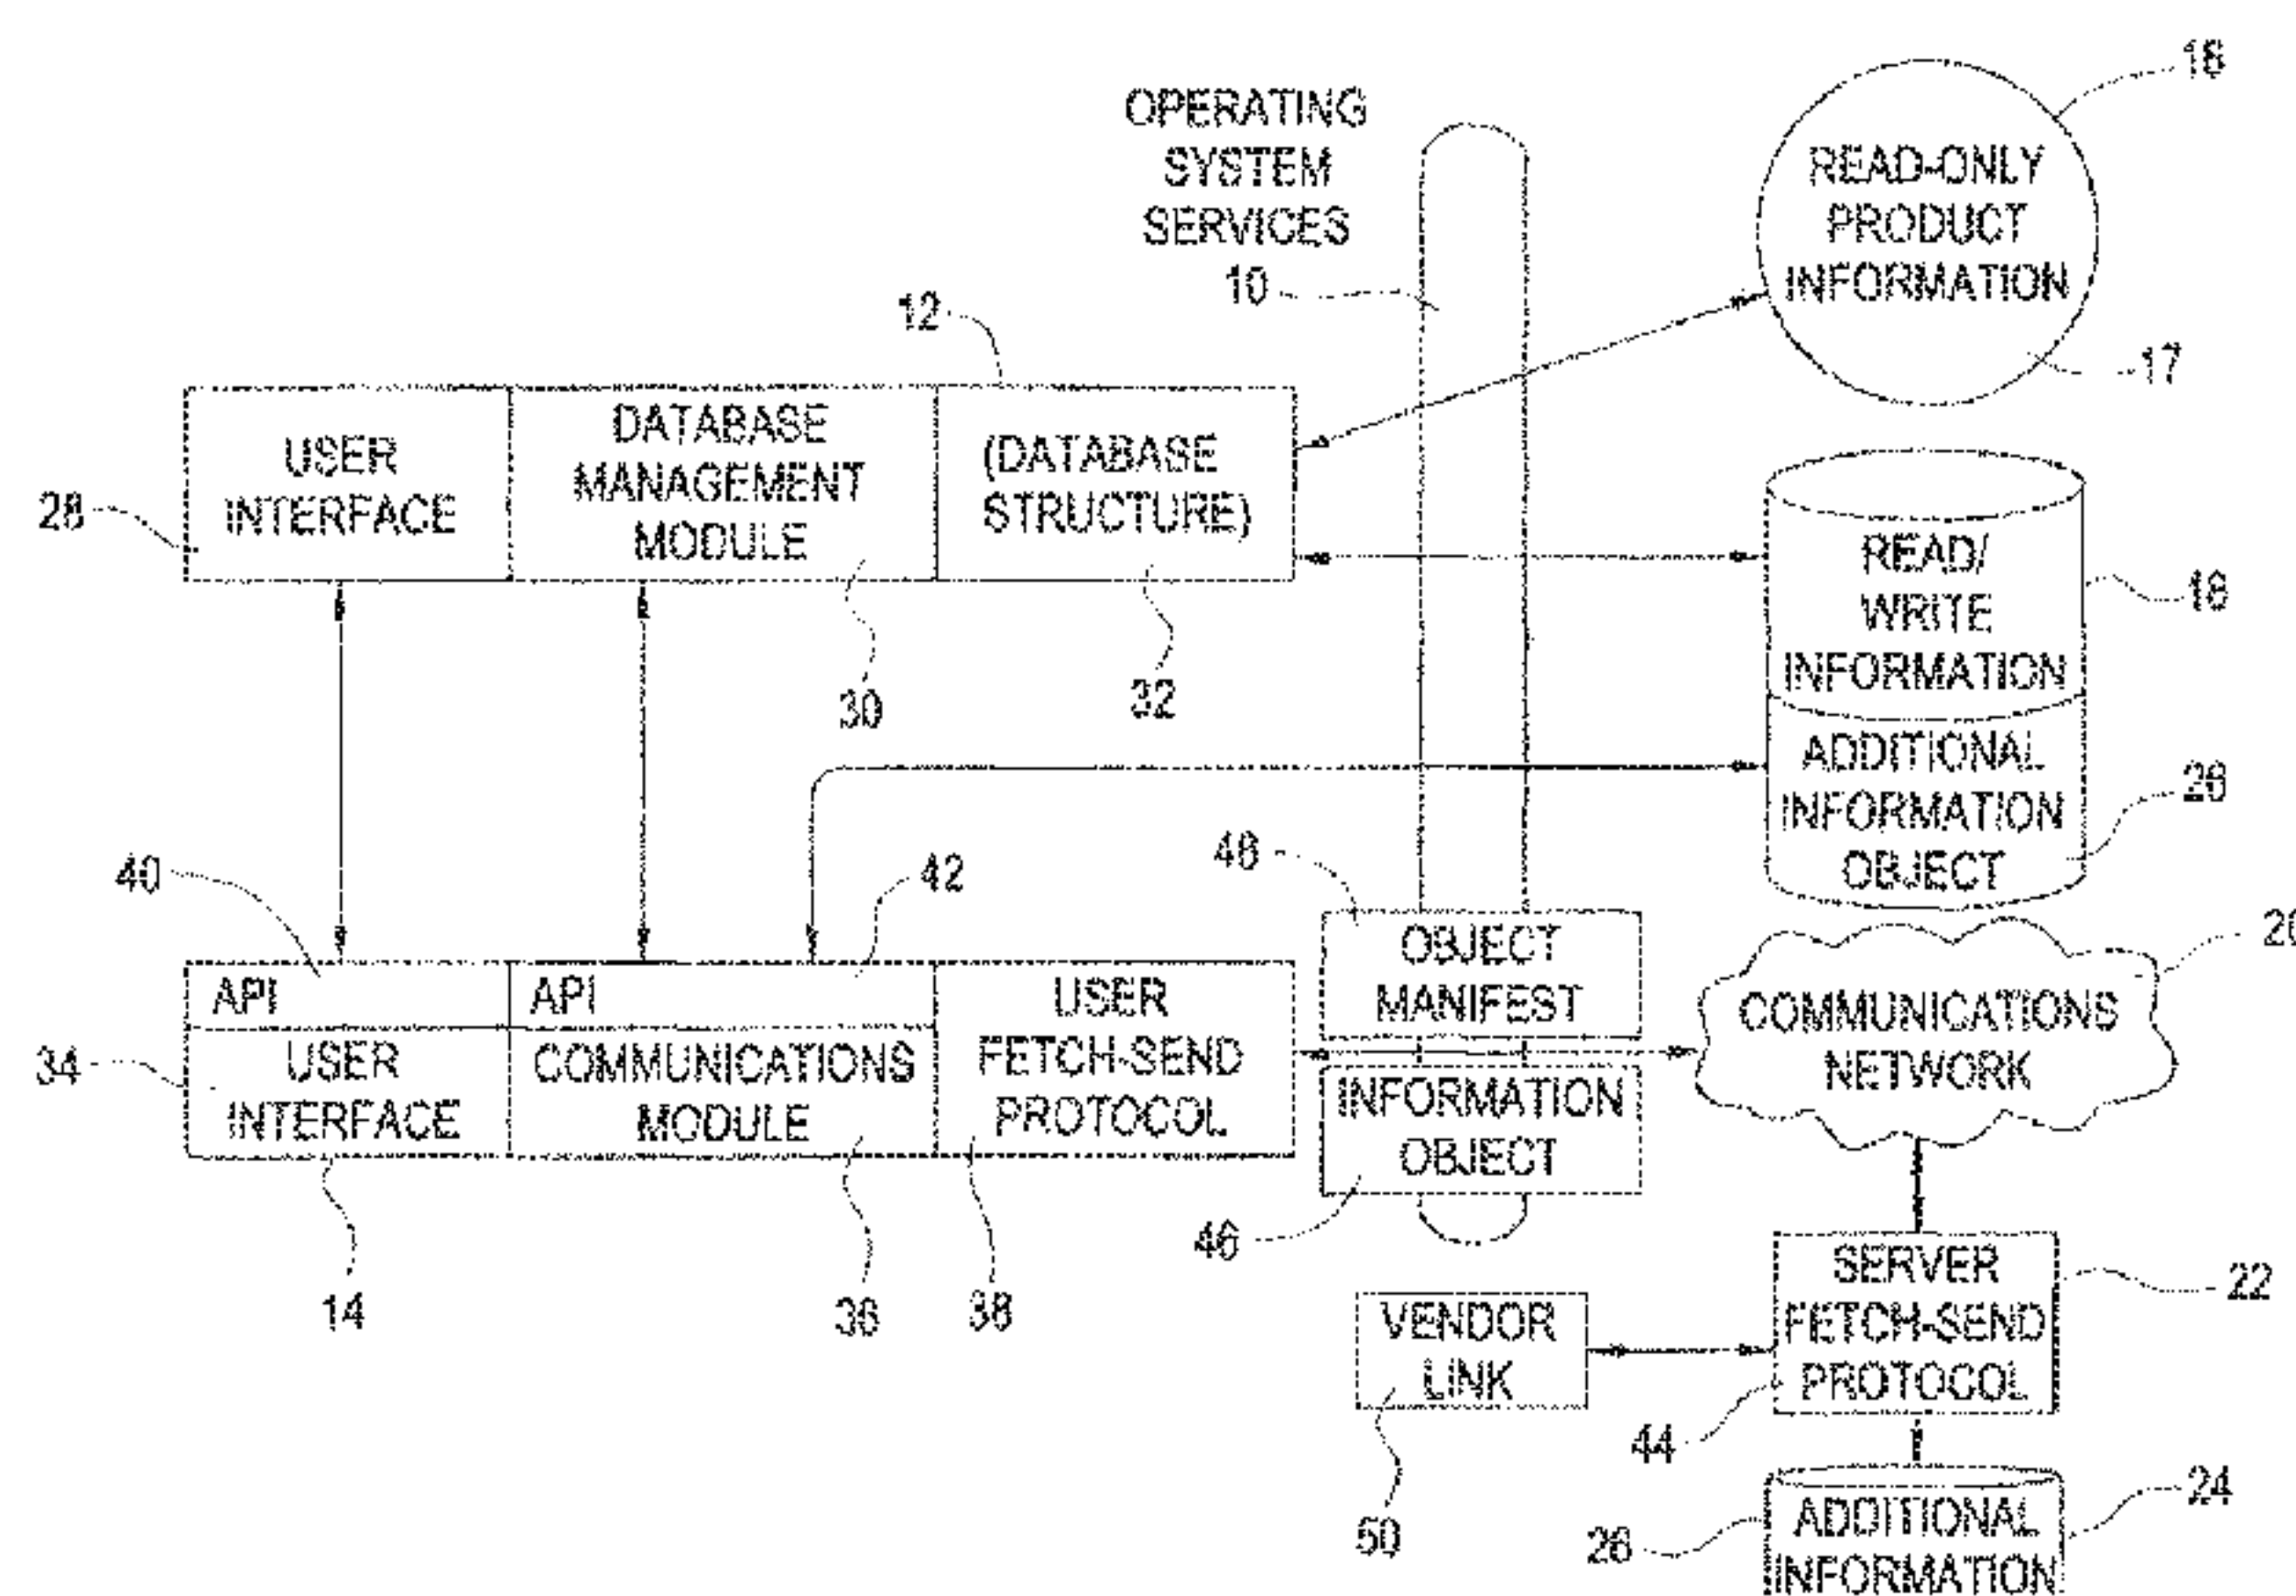 OPERATING
SYSTEM
SERVICES
10
READ-ONLY
PRODUCT
INFORMATION
17
12
USER
INTERFACE
28
DATABASE
MANAGEMENT
MODULE
30
(DATABASE
STRUCTURE)
32
READ/
WRITE
INFORMATION
ADDITIONAL
INFORMATION
OBJECT
26
40
API
42
API
34
USER
INTERFACE
14
COMMUNICATIONS
MODULE
36
USER
FETCH-SEND
PROTOCOL
38
OBJECT
MANIFEST
INFORMATION
OBJECT
46
COMMUNICATIONS
NETWORK
SERVER
FETCH-SEND
PROTOCOL
22
44
VENDOR
LINK
50
24
26
ADDITIONAL
INFORMATION